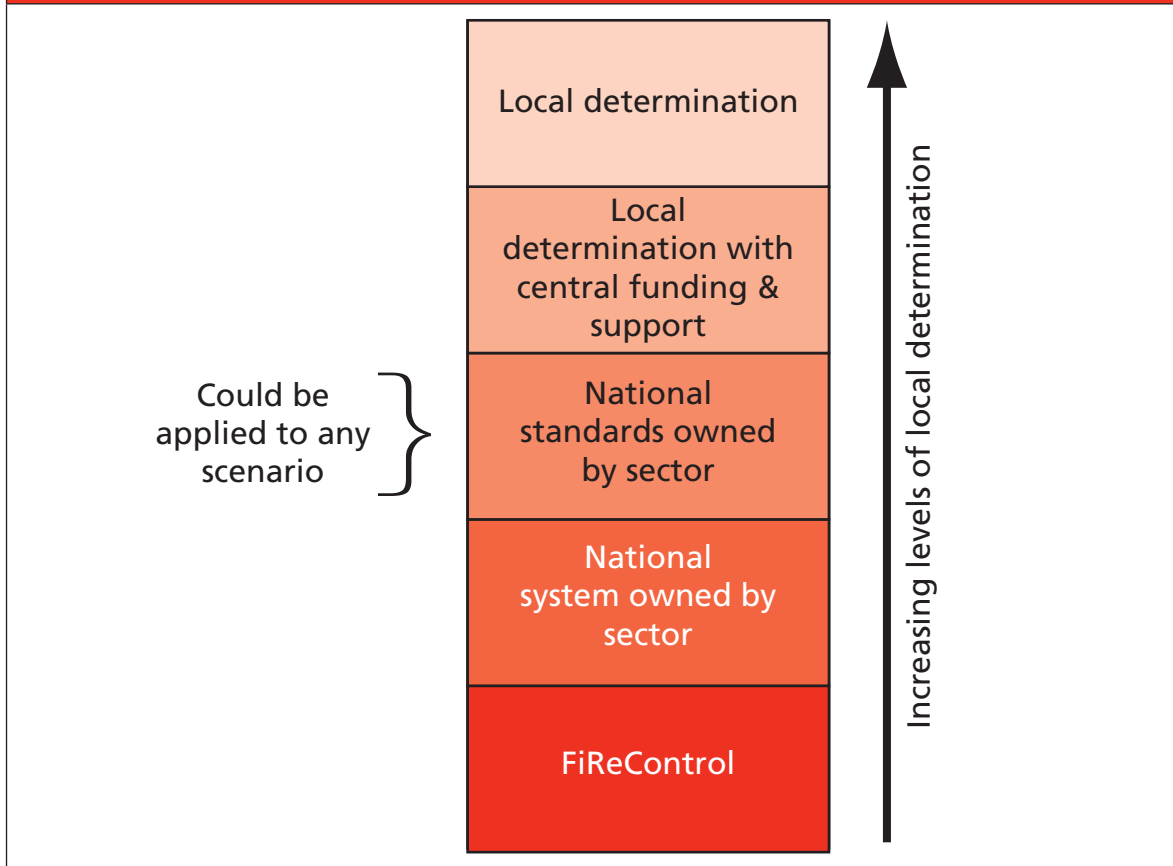 Local determination
Local
determination with
central funding &
support
Could be
applied to any
scenario
National
standards owned
by sector
National
system owned by
sector
FiReControl
Increasing levels of local determination